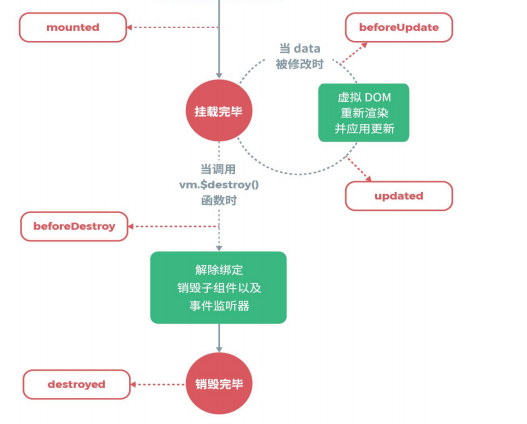 mounted
beforeUpdate
当 data
被修改时
挂载完毕
虚拟 DOM
重新渲染
并应用更新
当调用
vm.$destroy()
函数时
updated
beforeDestroy
解除绑定
销毁子组件以及
事件监听器
destroyed
销毁完毕